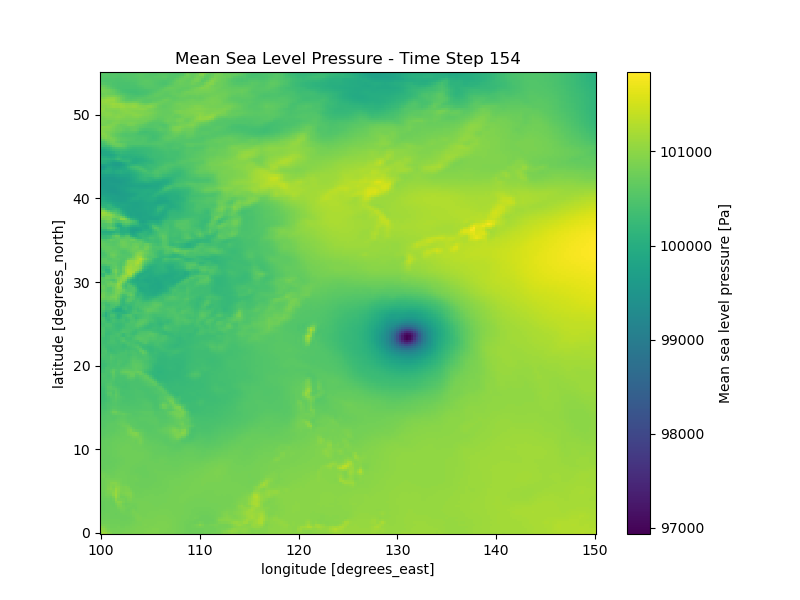 Mean Sea Level Pressure - Time Step 154
50
40
30
20
10
0
latitude [degrees_north]
100 110 120 130 140 150
longitude [degrees_east]
101000
100000
99000
98000
97000
Mean sea level pressure [Pa]